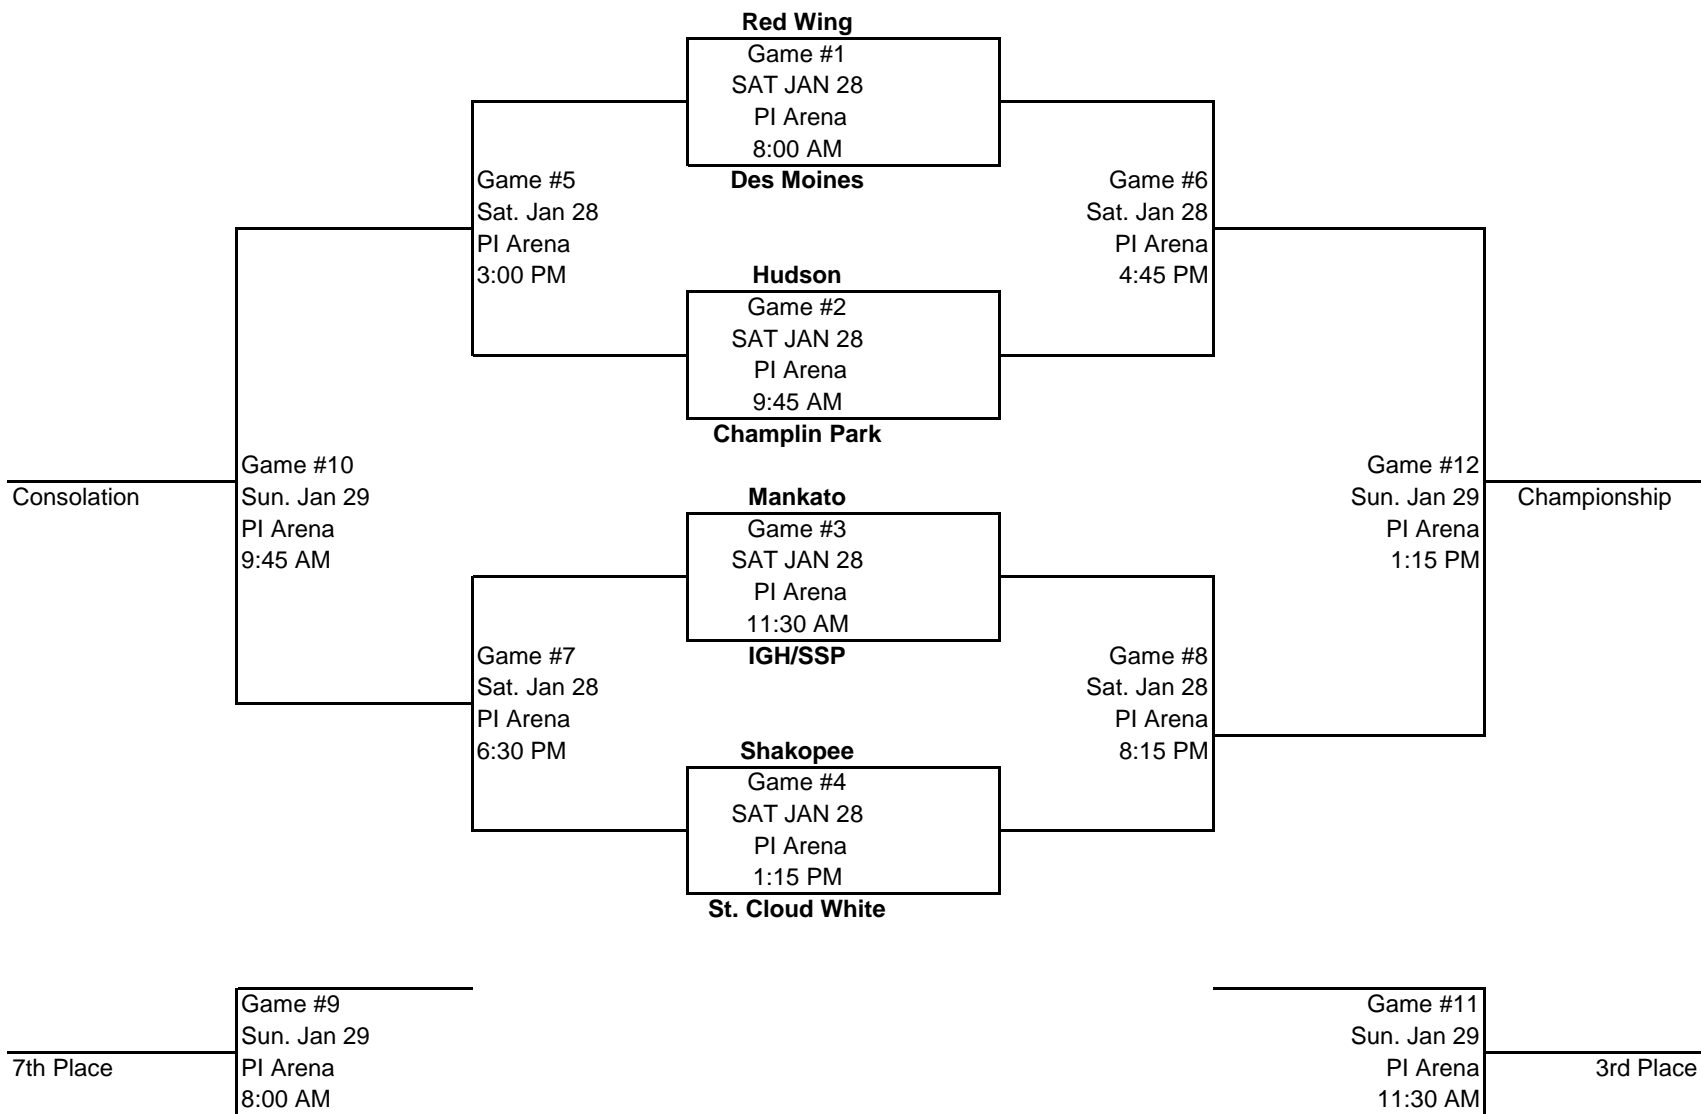 Red Wing
Game #1
SAT JAN 28
PI Arena
8:00 AM
Des Moines
Game #5
Sat. Jan 28
PI Arena
3:00 PM
Game #6
Sat. Jan 28
PI Arena
4:45 PM
Hudson
Game #2
SAT JAN 28
PI Arena
9:45 AM
Champlin Park
Consolation
Game #10
Sun. Jan 29
PI Arena
9:45 AM
Mankato
Game #3
SAT JAN 28
PI Arena
11:30 AM
IGH/SSP
Game #12
Sun. Jan 29
PI Arena
1:15 PM
Championship
Game #7
Sat. Jan 28
PI Arena
6:30 PM
Game #8
Sat. Jan 28
PI Arena
8:15 PM
Shakopee
Game #4
SAT JAN 28
PI Arena
1:15 PM
St. Cloud White
Game #9
Sun. Jan 29
PI Arena
8:00 AM
7th Place
Game #11
Sun. Jan 29
PI Arena
11:30 AM
3rd Place